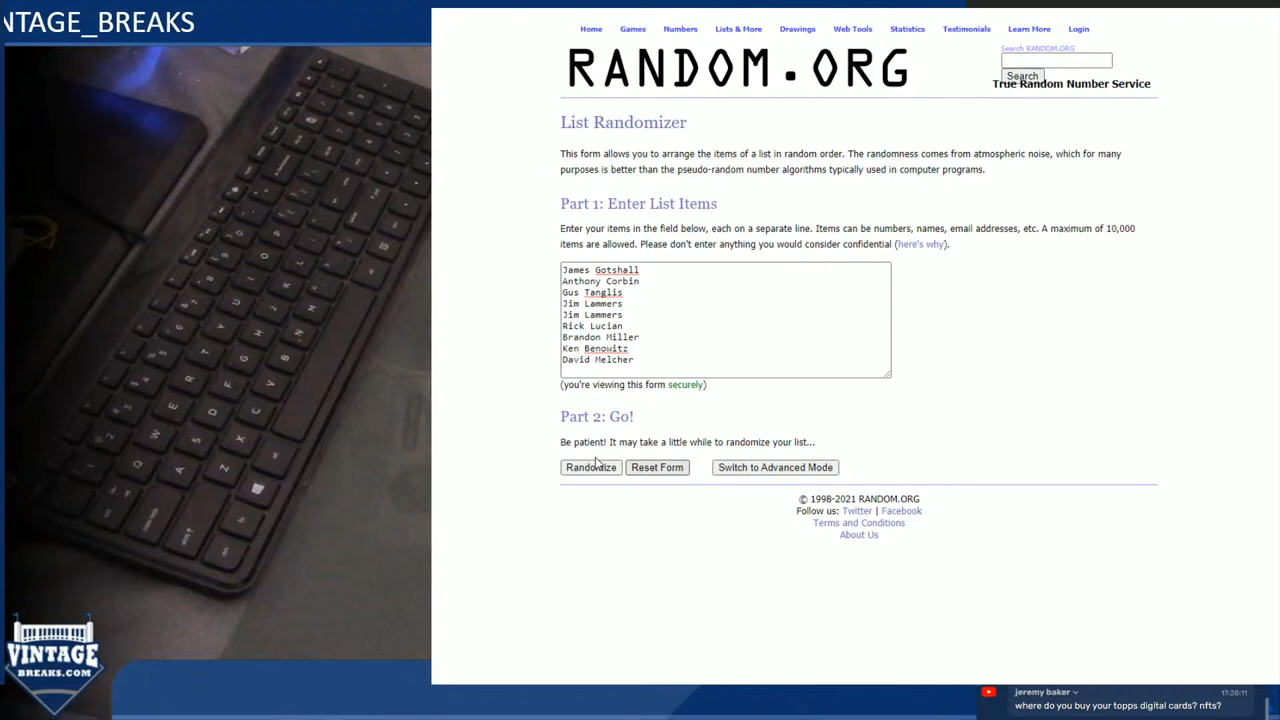 NTAGE_BREAKS
Home Games Numbers Lists & More Drawings Web Tools Statistics Testimonials Learn More Login
RANDOM.ORG
Search RANDOM.ORG
Search
True Random Number Service
List Randomizer
This form allows you to arrange the items of a list in random order. The randomness comes from atmospheric noise, which for many
purposes is better than the pseudo-random number algorithms typically used in computer programs.
Part 1: Enter List Items
Enter your items in the field below, each on a separate line. Items can be numbers, names, email addresses, etc. A maximum of 10,000
items are allowed. Please don't enter anything you would consider confidential (here's why).
James Gotshall
Anthony Corbin
Gus Tanglis
Jim Lammers
Jim Lammers
Rick Lucian
Brandon Miller
Ken Benowitz
David Melcher
(you're viewing this form securely)
Part 2: Go!
Be patient! It may take a little while to randomize your list...
Randomize Reset Form Switch to Advanced Mode
© 1998-2021 RANDOM.ORG
Follow us: Twitter | Facebook
Terms and Conditions
About Us
VINTAGE
BREAKS.COM
jeremy baker 17:26:11
where do you buy your topps digital cards? nfts?